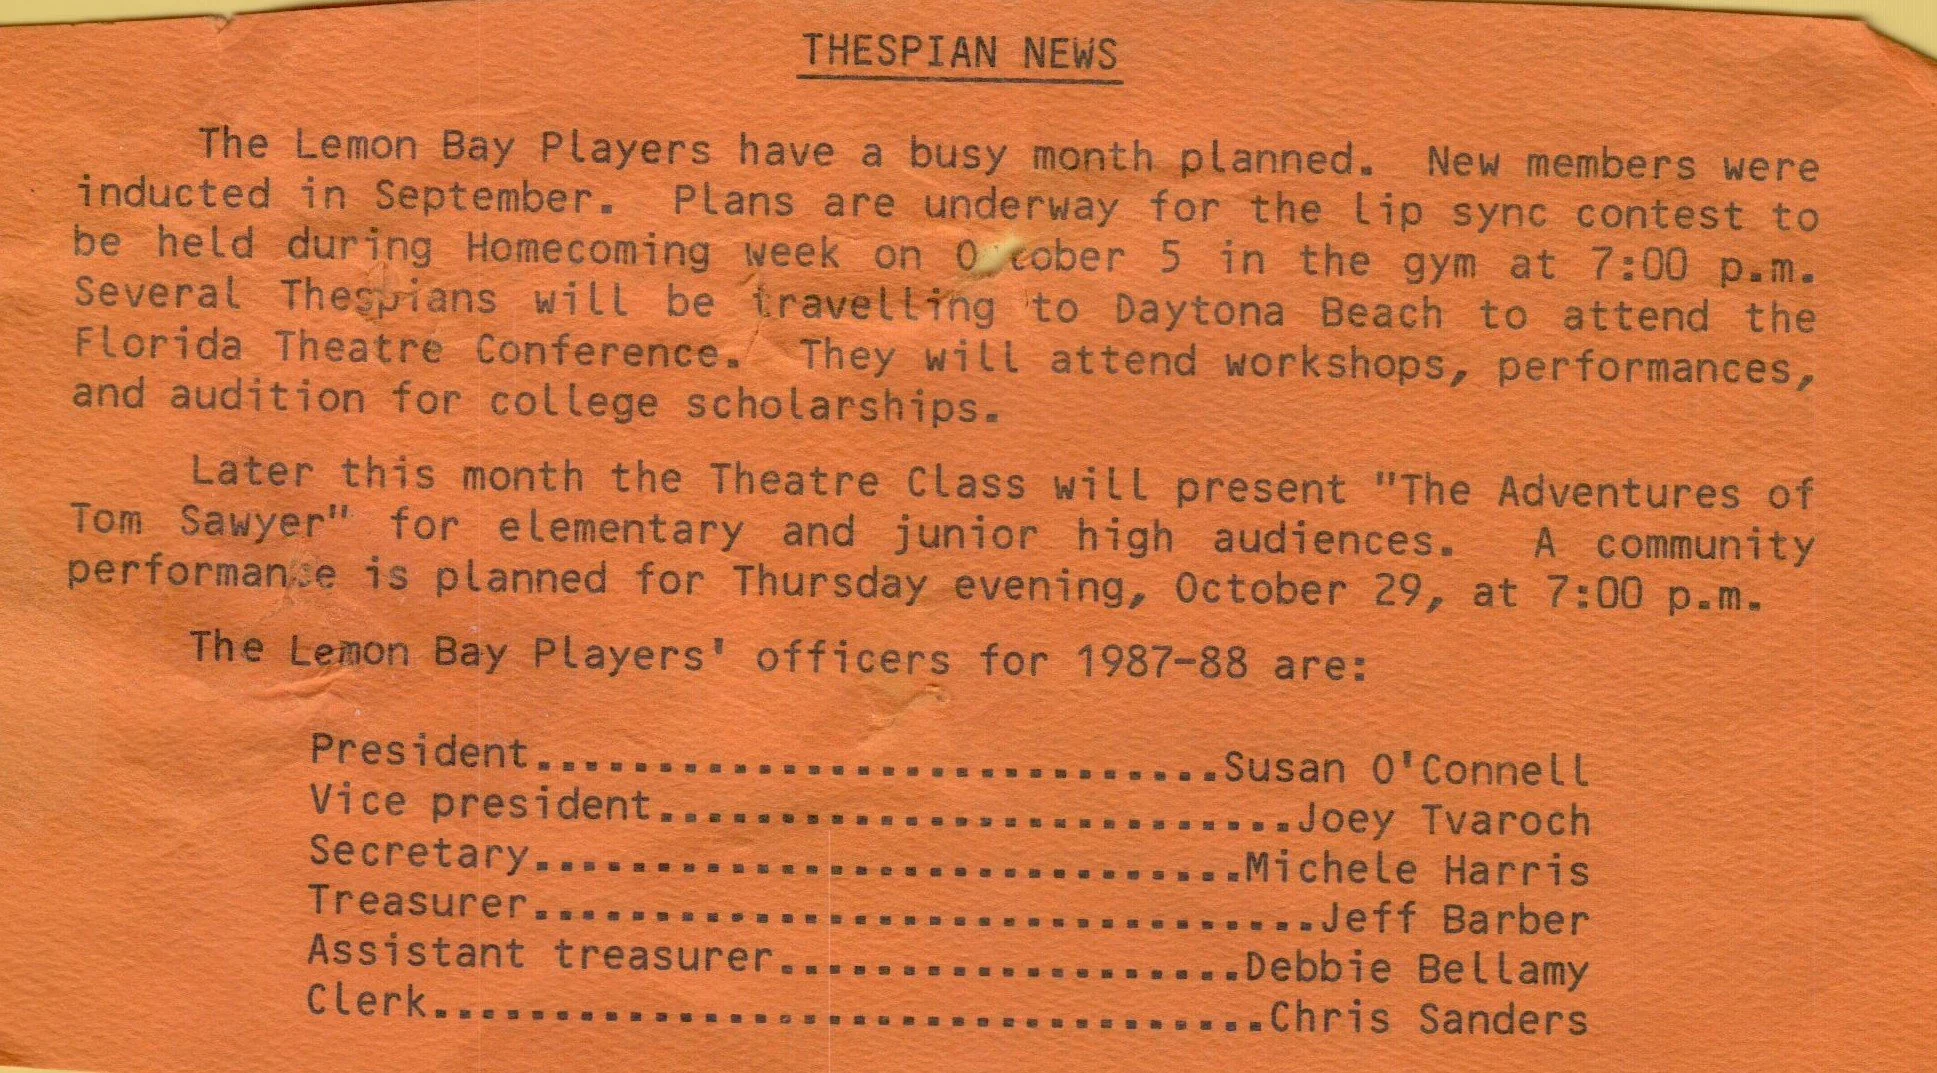 THESPIAN NEWS
The Lemon Bay Players have a busy month planned. New members were
inducted in September. Plans are underway for the lip sync contest to
be held during Homecoming week on October 5 in the gym at 7:00 p.m.
Several Thespians will be travelling to Daytona Beach to attend the
Florida Theatre Conference. They will attend workshops, performances,
and audition for college scholarships.
Later this month the Theatre Class will present "The Adventures of
Tom Sawyer" for elementary and junior high audiences. A community
performance is planned for Thursday evening, October 29, at 7:00 p.m.
The Lemon Bay Players' officers for 1987-88 are:
President............................Susan O'Connell
Vice president..........................Joey Tvaroch
Secretary.............................Michele Harris
Treasurer................................Jeff Barber
Assistant treasurer...................Debbie Bellamy
Clerk..................................Chris Sanders